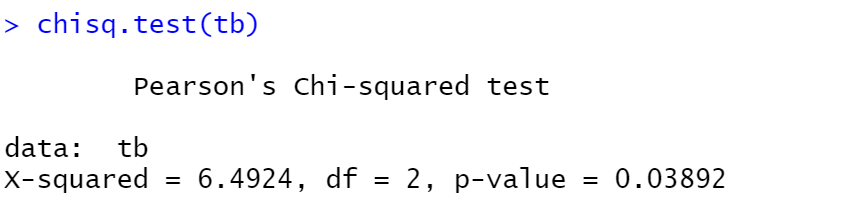 > chisq.test(tb)
Pearson's Chi-squared test
data:  tb
X-squared = 6.4924, df = 2, p-value = 0.03892